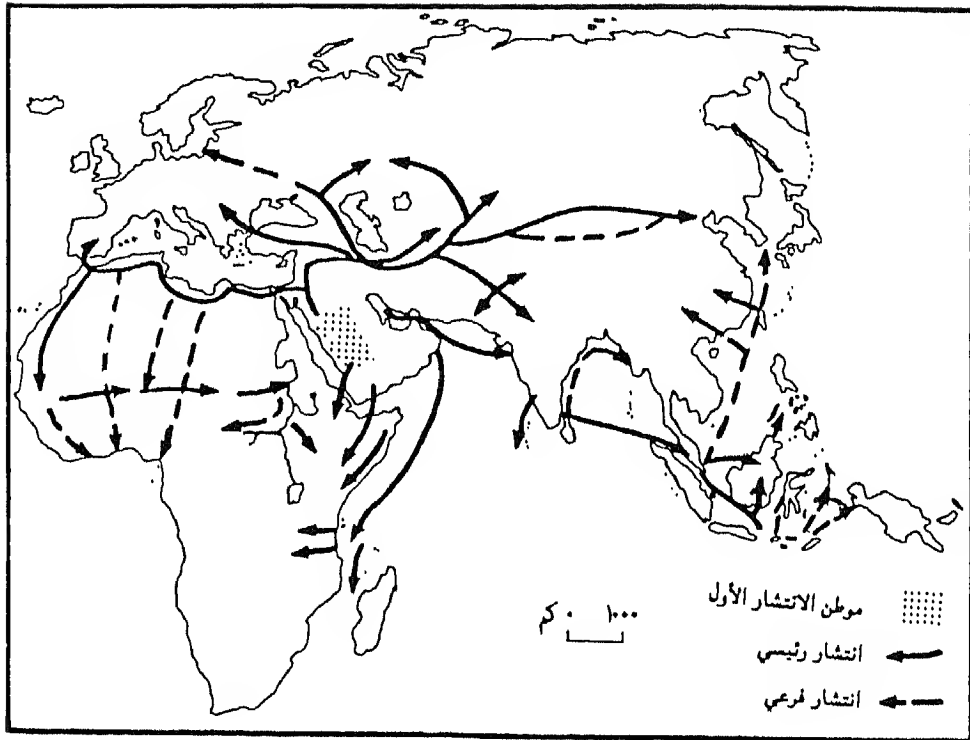 موطن الانتشار الأول
١٠٠٠ ٠ كم
انتشار رئيسي
انتشار فرعي